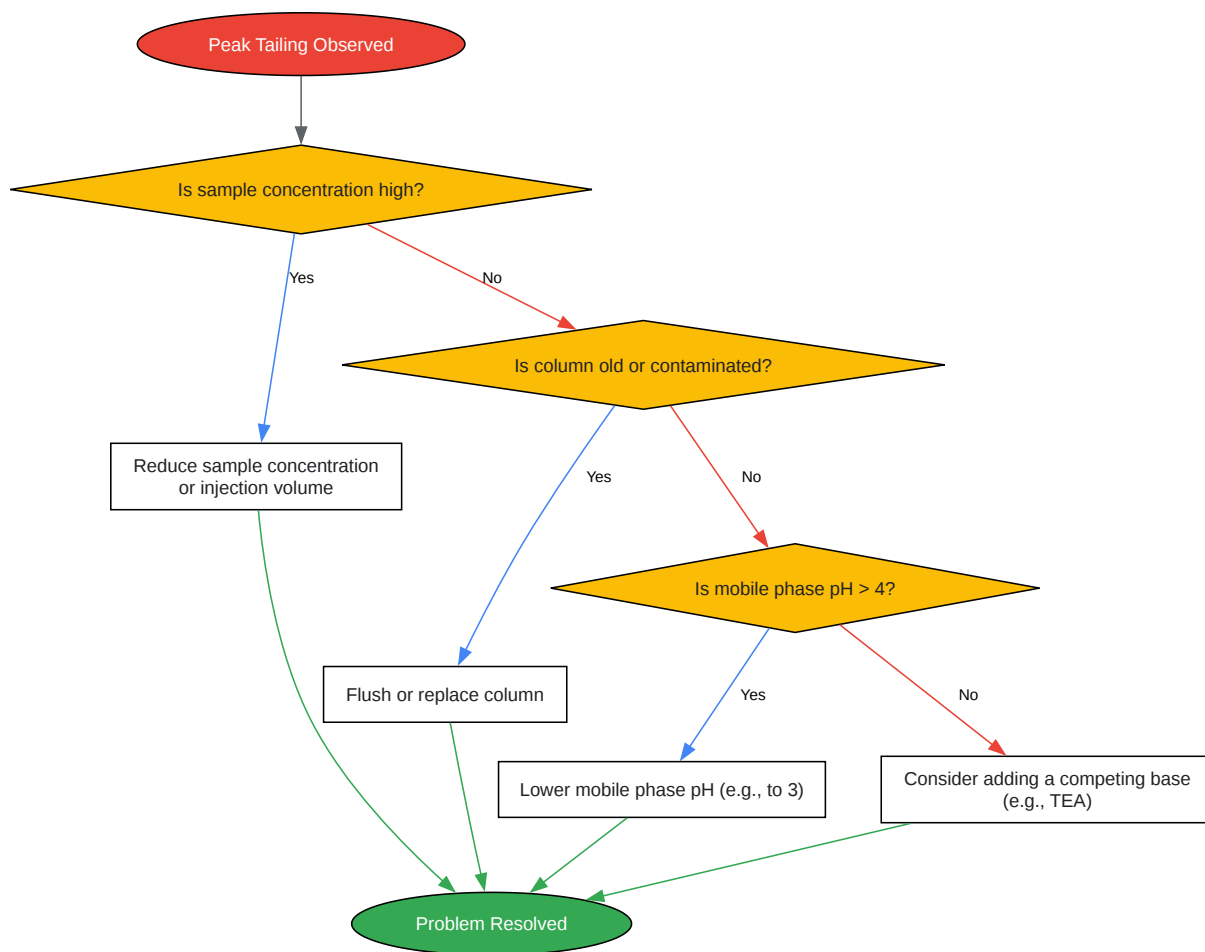 Peak Tailing Observed
Is sample concentration high?
Yes
No
Is column old or contaminated?
Reduce sample concentration
or injection volume
Yes
No
Is mobile phase pH > 4?
Flush or replace column
Yes
No
Lower mobile phase pH (e.g., to 3)
Consider adding a competing base
(e.g., TEA)
Problem Resolved